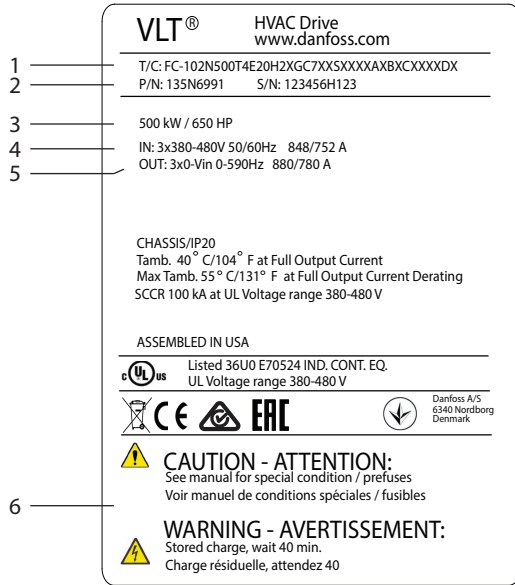 VLT® HVAC Drive
www.danfoss.com
1 T/C: FC-102N500T4E20H2XGC7XXSXXXXAXBXCXXXXDX
2 P/N: 135N6991 S/N: 123456H123
3 500 kW / 650 HP
4 IN: 3x380-480V 50/60Hz 848/752 A
5 OUT: 3x0-Vin 0-590Hz 880/780 A
CHASSIS/IP20
Tamb. 40° C/104° F at Full Output Current
Max Tamb. 55° C/131° F at Full Output Current Derating
SCCR 100 kA at UL Voltage range 380-480 V
ASSEMBLED IN USA
c UL us Listed 36U0 E70524 IND. CONT. EQ.
UL Voltage range 380-480 V
CE EAC
Danfoss A/S
6340 Nordborg
Denmark
CAUTION - ATTENTION:
See manual for special condition / prefuses
Voir manuel de conditions spéciales / fusibles
6
WARNING - AVERTISSEMENT:
Stored charge, wait 40 min.
Charge résiduelle, attendez 40